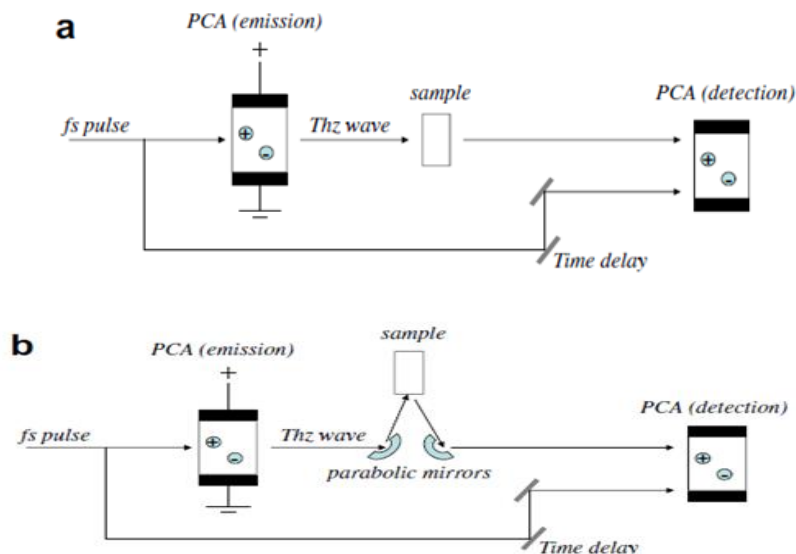 a
PCA (emission)
+
sample
PCA (detection)
fs pulse
Thz wave
+
-
+
-
Time delay
b
sample
PCA (emission)
+
PCA (detection)
fs pulse
Thz wave
+
-
+
-
parabolic mirrors
Time delay